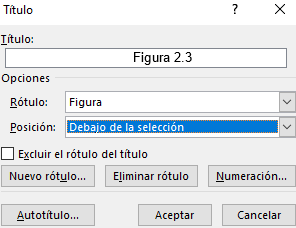 Título ? ×
Título:
Figura 2.3
Opciones
Rótulo: Figura
Posición: Debajo de la selección
Excluir el rótulo del título
Nuevo rótulo... Eliminar rótulo Numeración...
Autotítulo... Aceptar Cancelar